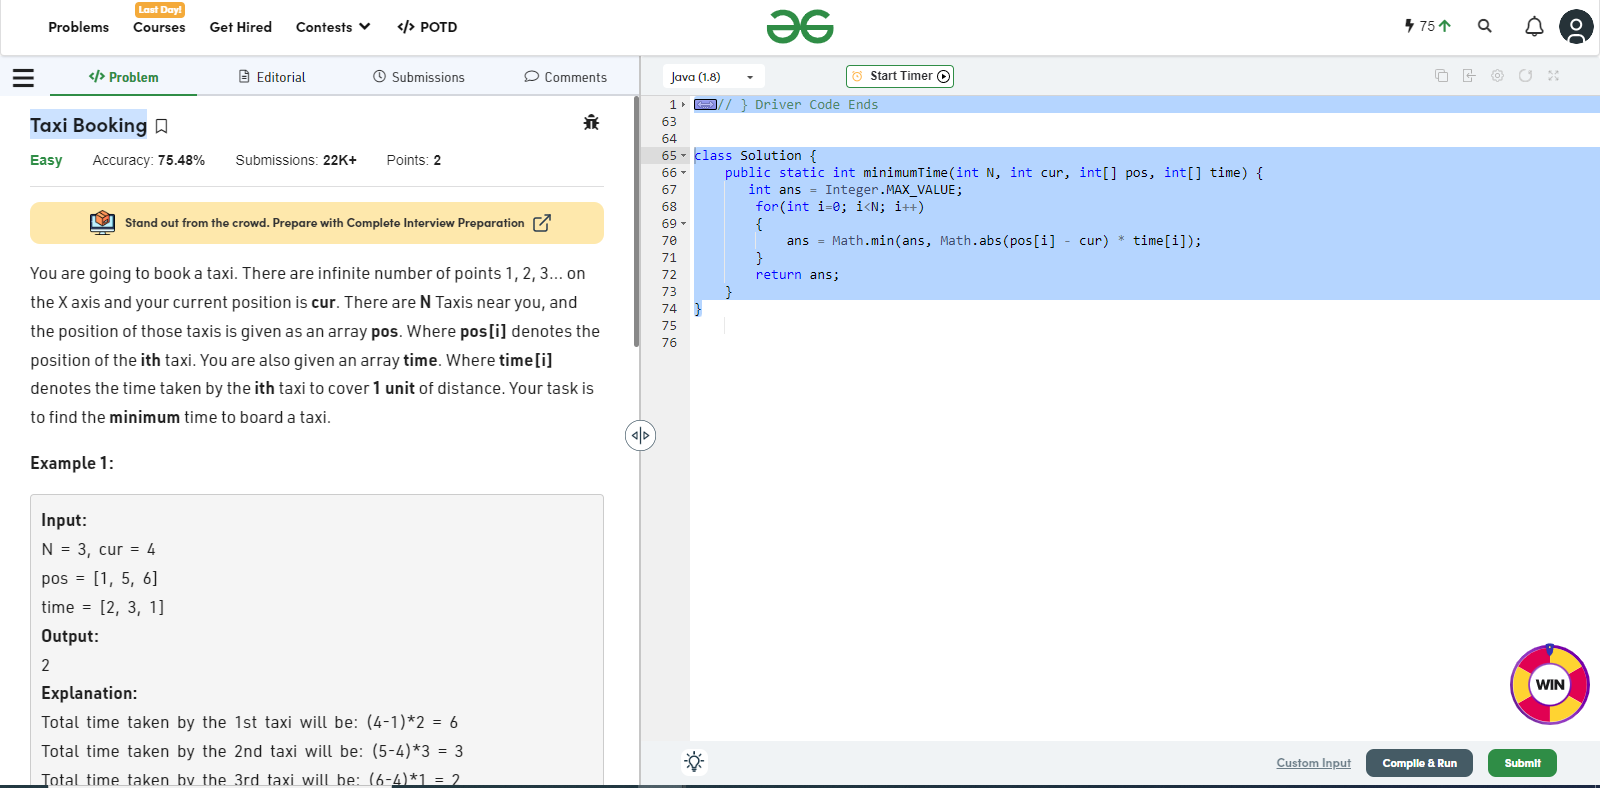 Last Day!
Problems Courses Get Hired Contests </> POTD
75
</> Problem Editorial Submissions Comments
Java (1.8) Start Timer
Taxi Booking
Easy Accuracy: 75.48% Submissions: 22K+ Points: 2
Stand out from the crowd. Prepare with Complete Interview Preparation
You are going to book a taxi. There are infinite number of points 1, 2, 3... on
the X axis and your current position is cur. There are N Taxis near you, and
the position of those taxis is given as an array pos. Where pos[i] denotes the
position of the ith taxi. You are also given an array time. Where time[i]
denotes the time taken by the ith taxi to cover 1 unit of distance. Your task is
to find the minimum time to board a taxi.
Example 1:
Input:
N = 3, cur = 4
pos = [1, 5, 6]
time = [2, 3, 1]
Output:
2
Explanation:
Total time taken by the 1st taxi will be: (4-1)*2 = 6
Total time taken by the 2nd taxi will be: (5-4)*3 = 3
Total time taken by the 3rd taxi will be: (6-4)*1 = 2
1 // } Driver Code Ends
63
64
65 class Solution {
66 public static int minimumTime(int N, int cur, int[] pos, int[] time) {
67 int ans = Integer.MAX_VALUE;
68 for(int i=0; i<N; i++)
69 {
70 ans = Math.min(ans, Math.abs(pos[i] - cur) * time[i]);
71 }
72 return ans;
73 }
74 }
75
76
WIN
Custom Input Compile & Run Submit